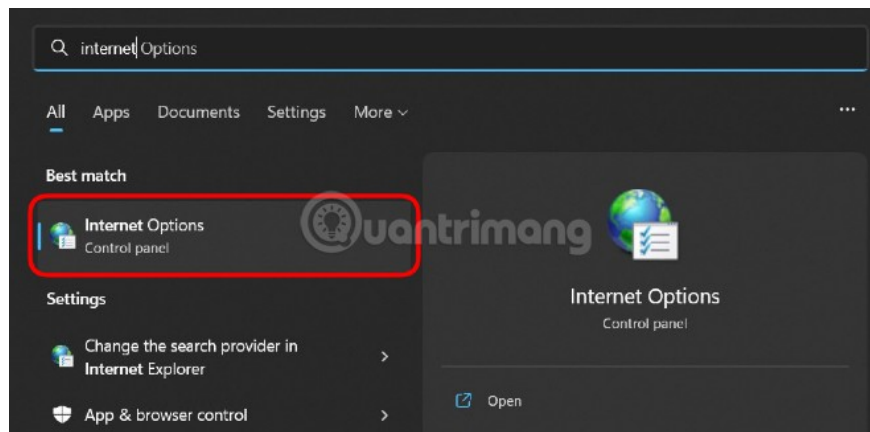 internet Options
All Apps Documents Settings More
Best match
Internet Options
Control panel
Quantrimang
Internet Options
Control panel
Settings
Change the search provider in
Internet Explorer
App & browser control
Open